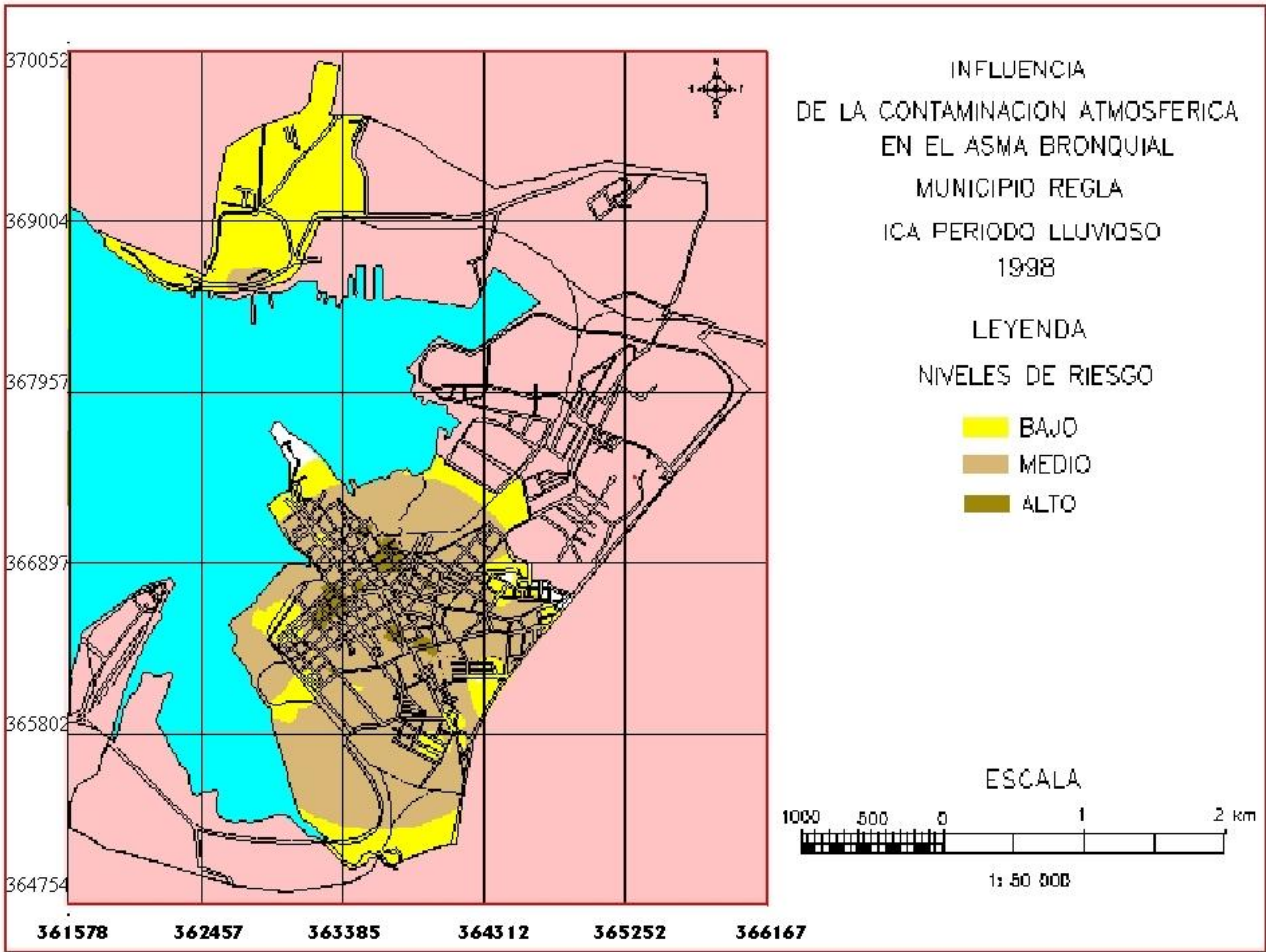 370052
369004
367957
366897
365802
364754
361578 362457 363385 364312 365252 366167
N
S
INFLUENCIA
DE LA CONTAMINACION ATMOSFERICA
EN EL ASMA BRONQUIAL
MUNICIPIO REGLA
ICA PERIODO LLUVIOSO
1998
LEYENDA
NIVELES DE RIESGO
BAJO
MEDIO
ALTO
ESCALA
1000 500 0 1 2 km
1: 50 000